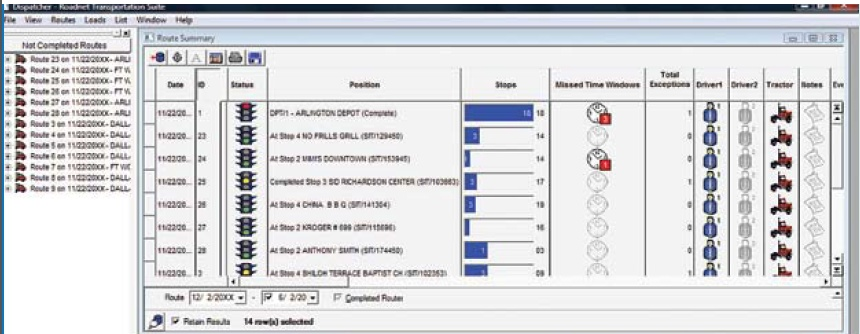 Dispatcher - Roadnet Transportation Suite
File View Routes Loads List Window Help
Not Completed Routes
Route 23 on 11/22/20XX - ARLI
Route 24 on 11/22/20XX - FT W
Route 25 on 11/22/20XX - FT W
Route 26 on 11/22/20XX - FT W
Route 27 on 11/22/20XX - ARLI
Route 28 on 11/22/20XX - ARLI
Route 3 on 11/22/20XX - DALL
Route 4 on 11/22/20XX - DALL
Route 5 on 11/22/20XX - DALL
Route 6 on 11/22/20XX - DALL
Route 7 on 11/22/20XX - FT WO
Route 8 on 11/22/20XX - DALL
Route 9 on 11/22/20XX - DALL
Route Summary
Date ID Status Position Stops Missed Time Windows Total Exceptions Driver1 Driver2 Tractor Notes
11/22/20... 1 DPT/1 - ARLINGTON DEPOT (Complete) 18 18 3 1
11/22/20... 23 At Stop 4 NO FRILLS GRILL (SIT/129450) 3 14 0
11/22/20... 24 At Stop 2 MIMI'S DOWNTOWN (SIT/153945) 14 1 0
11/22/20... 25 Completed Stop 3 SD RICHARDSON CENTER (SIT/103663) 3 17 1
11/22/20... 26 At Stop 4 CHINA B B Q (SIT/141304) 3 19 0
11/22/20... 27 At Stop 2 KROGER # 699 (SIT/115696) 16 0
11/22/20... 28 At Stop 2 ANTHONY SMITH (SIT/174450) 1 03 0
11/22/20... 3 At Stop 4 SHILOH TERRACE BAPTIST CH (SIT/102353) 09 1
Route 12/ 2/20XX - 6/ 2/20 Completed Routes
Retain Results 14 row(s) selected